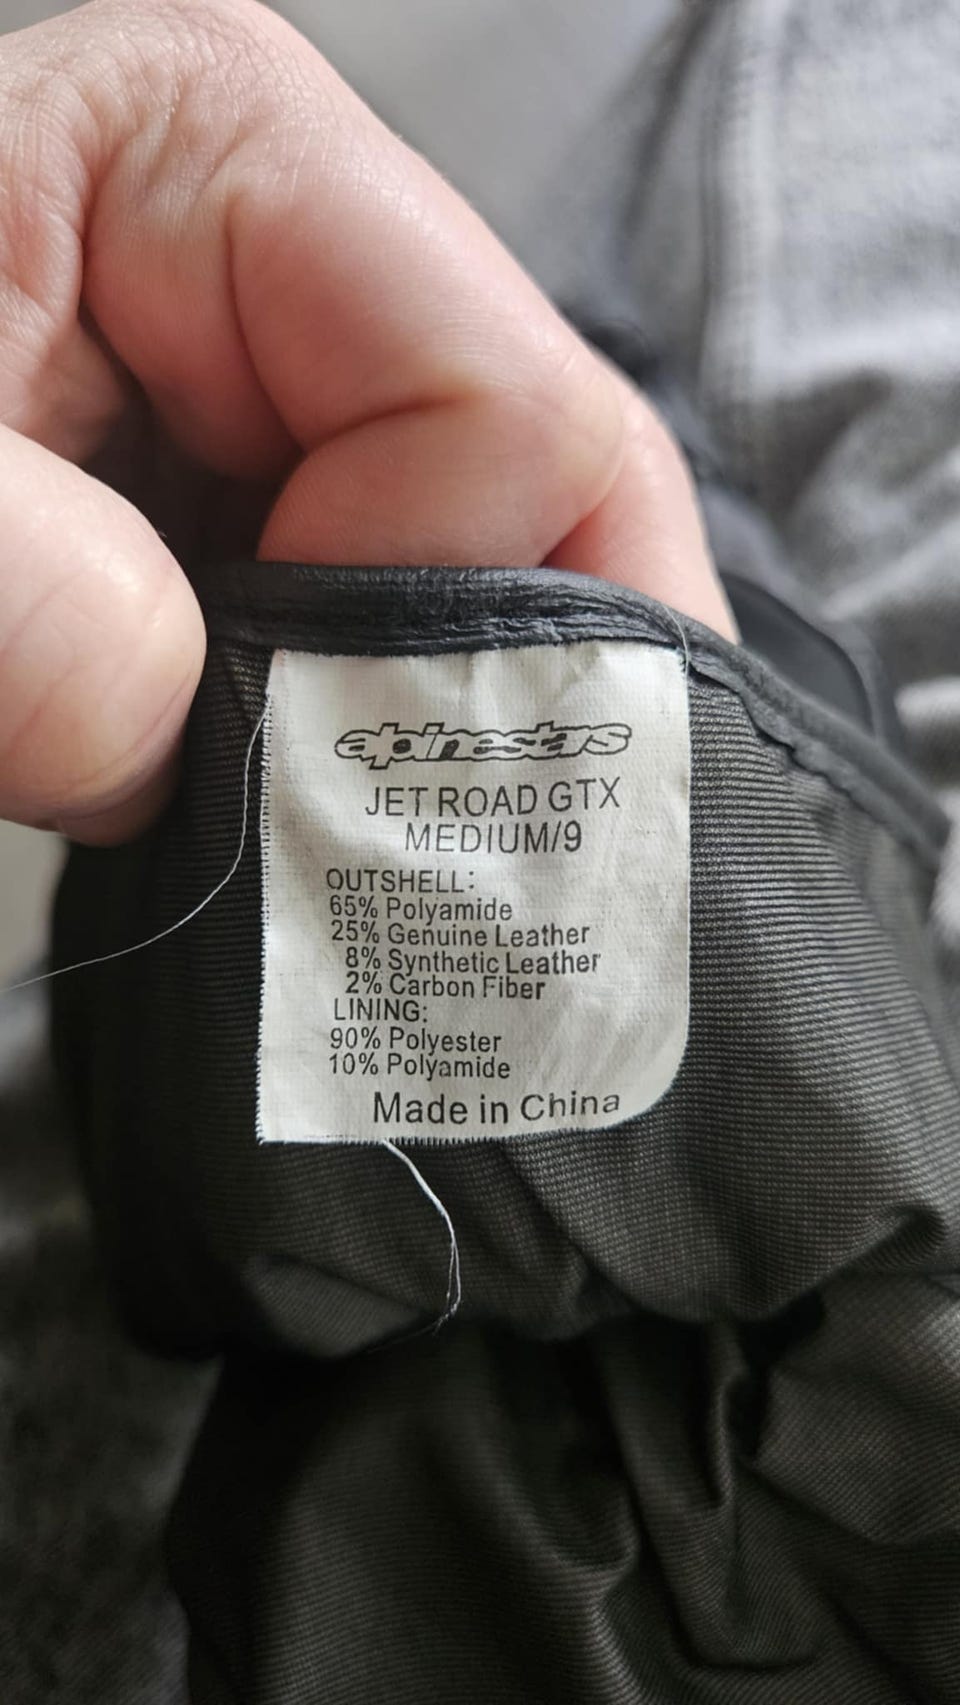 alpinestars
JET ROAD GTX
MEDIUM/9
OUTSHELL:
65% Polyamide
25% Genuine Leather
8% Synthetic Leather
2% Carbon Fiber
LINING:
90% Polyester
10% Polyamide
Made in China